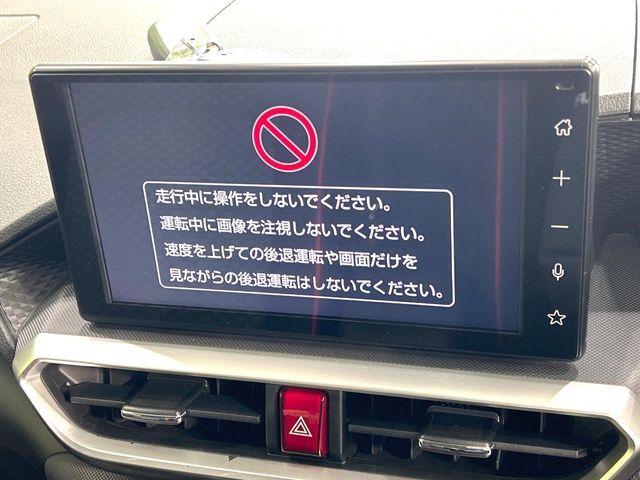 走行中に操作をしないでください。
運転中に画像を注視しないでください。
速度を上げての後退運転や画面だけを
見ながらの後退運転はしないでください。